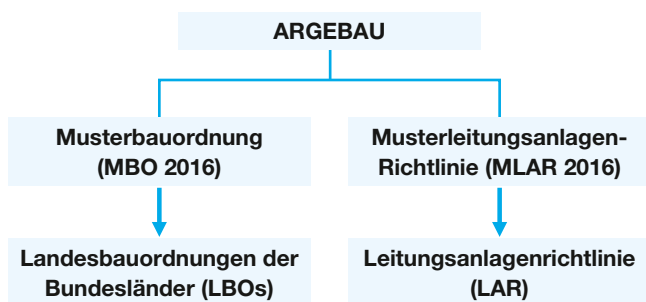 ARGEBAU
Musterbauordnung
(MBO 2016)
Musterleitungsanlagen-
Richtlinie (MLAR 2016)
Landesbauordnungen der
Bundesländer (LBOs)
Leitungsanlagenrichtlinie
(LAR)